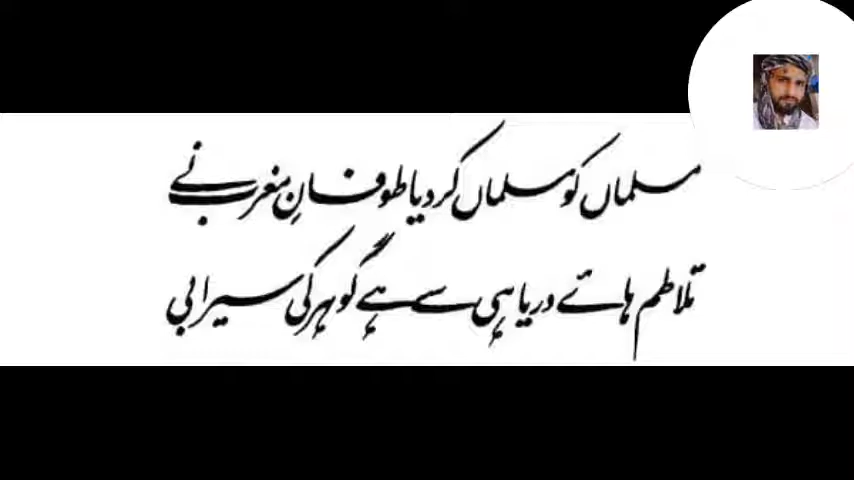 مسلماں کو مسلماں کر دیا طوفانِ مغرب نے
تلاطم ہائے دریا ہی سے ہے گوہر کی سیرابی